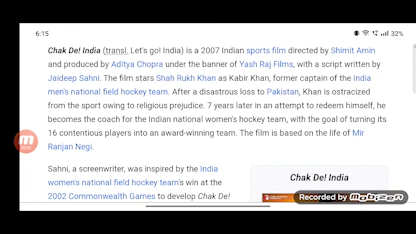 6:15
32%
Chak De! India (transl. Let's go! India) is a 2007 Indian sports film directed by Shimit Amin
and produced by Aditya Chopra under the banner of Yash Raj Films, with a script written by
Jaideep Sahni. The film stars Shah Rukh Khan as Kabir Khan, former captain of the India
men's national field hockey team. After a disastrous loss to Pakistan, Khan is ostracized
from the sport owing to religious prejudice. 7 years later in an attempt to redeem himself, he
becomes the coach for the Indian national women's hockey team, with the goal of turning its
16 contentious players into an award-winning team. The film is based on the life of Mir
Ranjan Negi.
Sahni, a screenwriter, was inspired by the India
women's national field hockey team's win at the
2002 Commonwealth Games to develop Chak De!
Chak De! India
Recorded by Mobizen